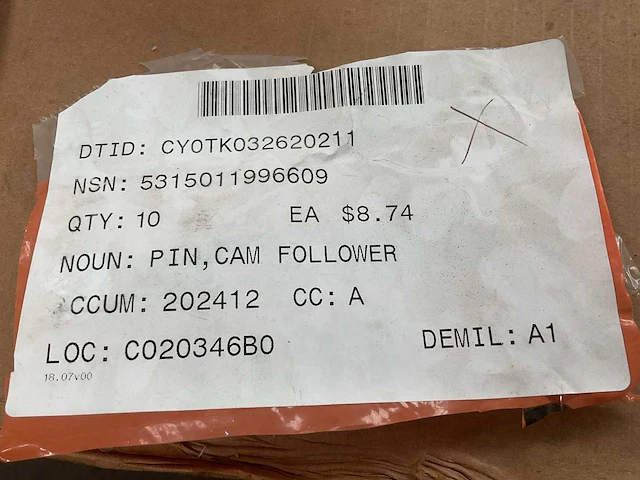 DTID: CY0TK032620211
NSN: 5315011996609
QTY: 10 EA $8.74
NOUN: PIN,CAM FOLLOWER
CCUM: 202412 CC: A
LOC: C020346B0 DEMIL: A1
18.07v00